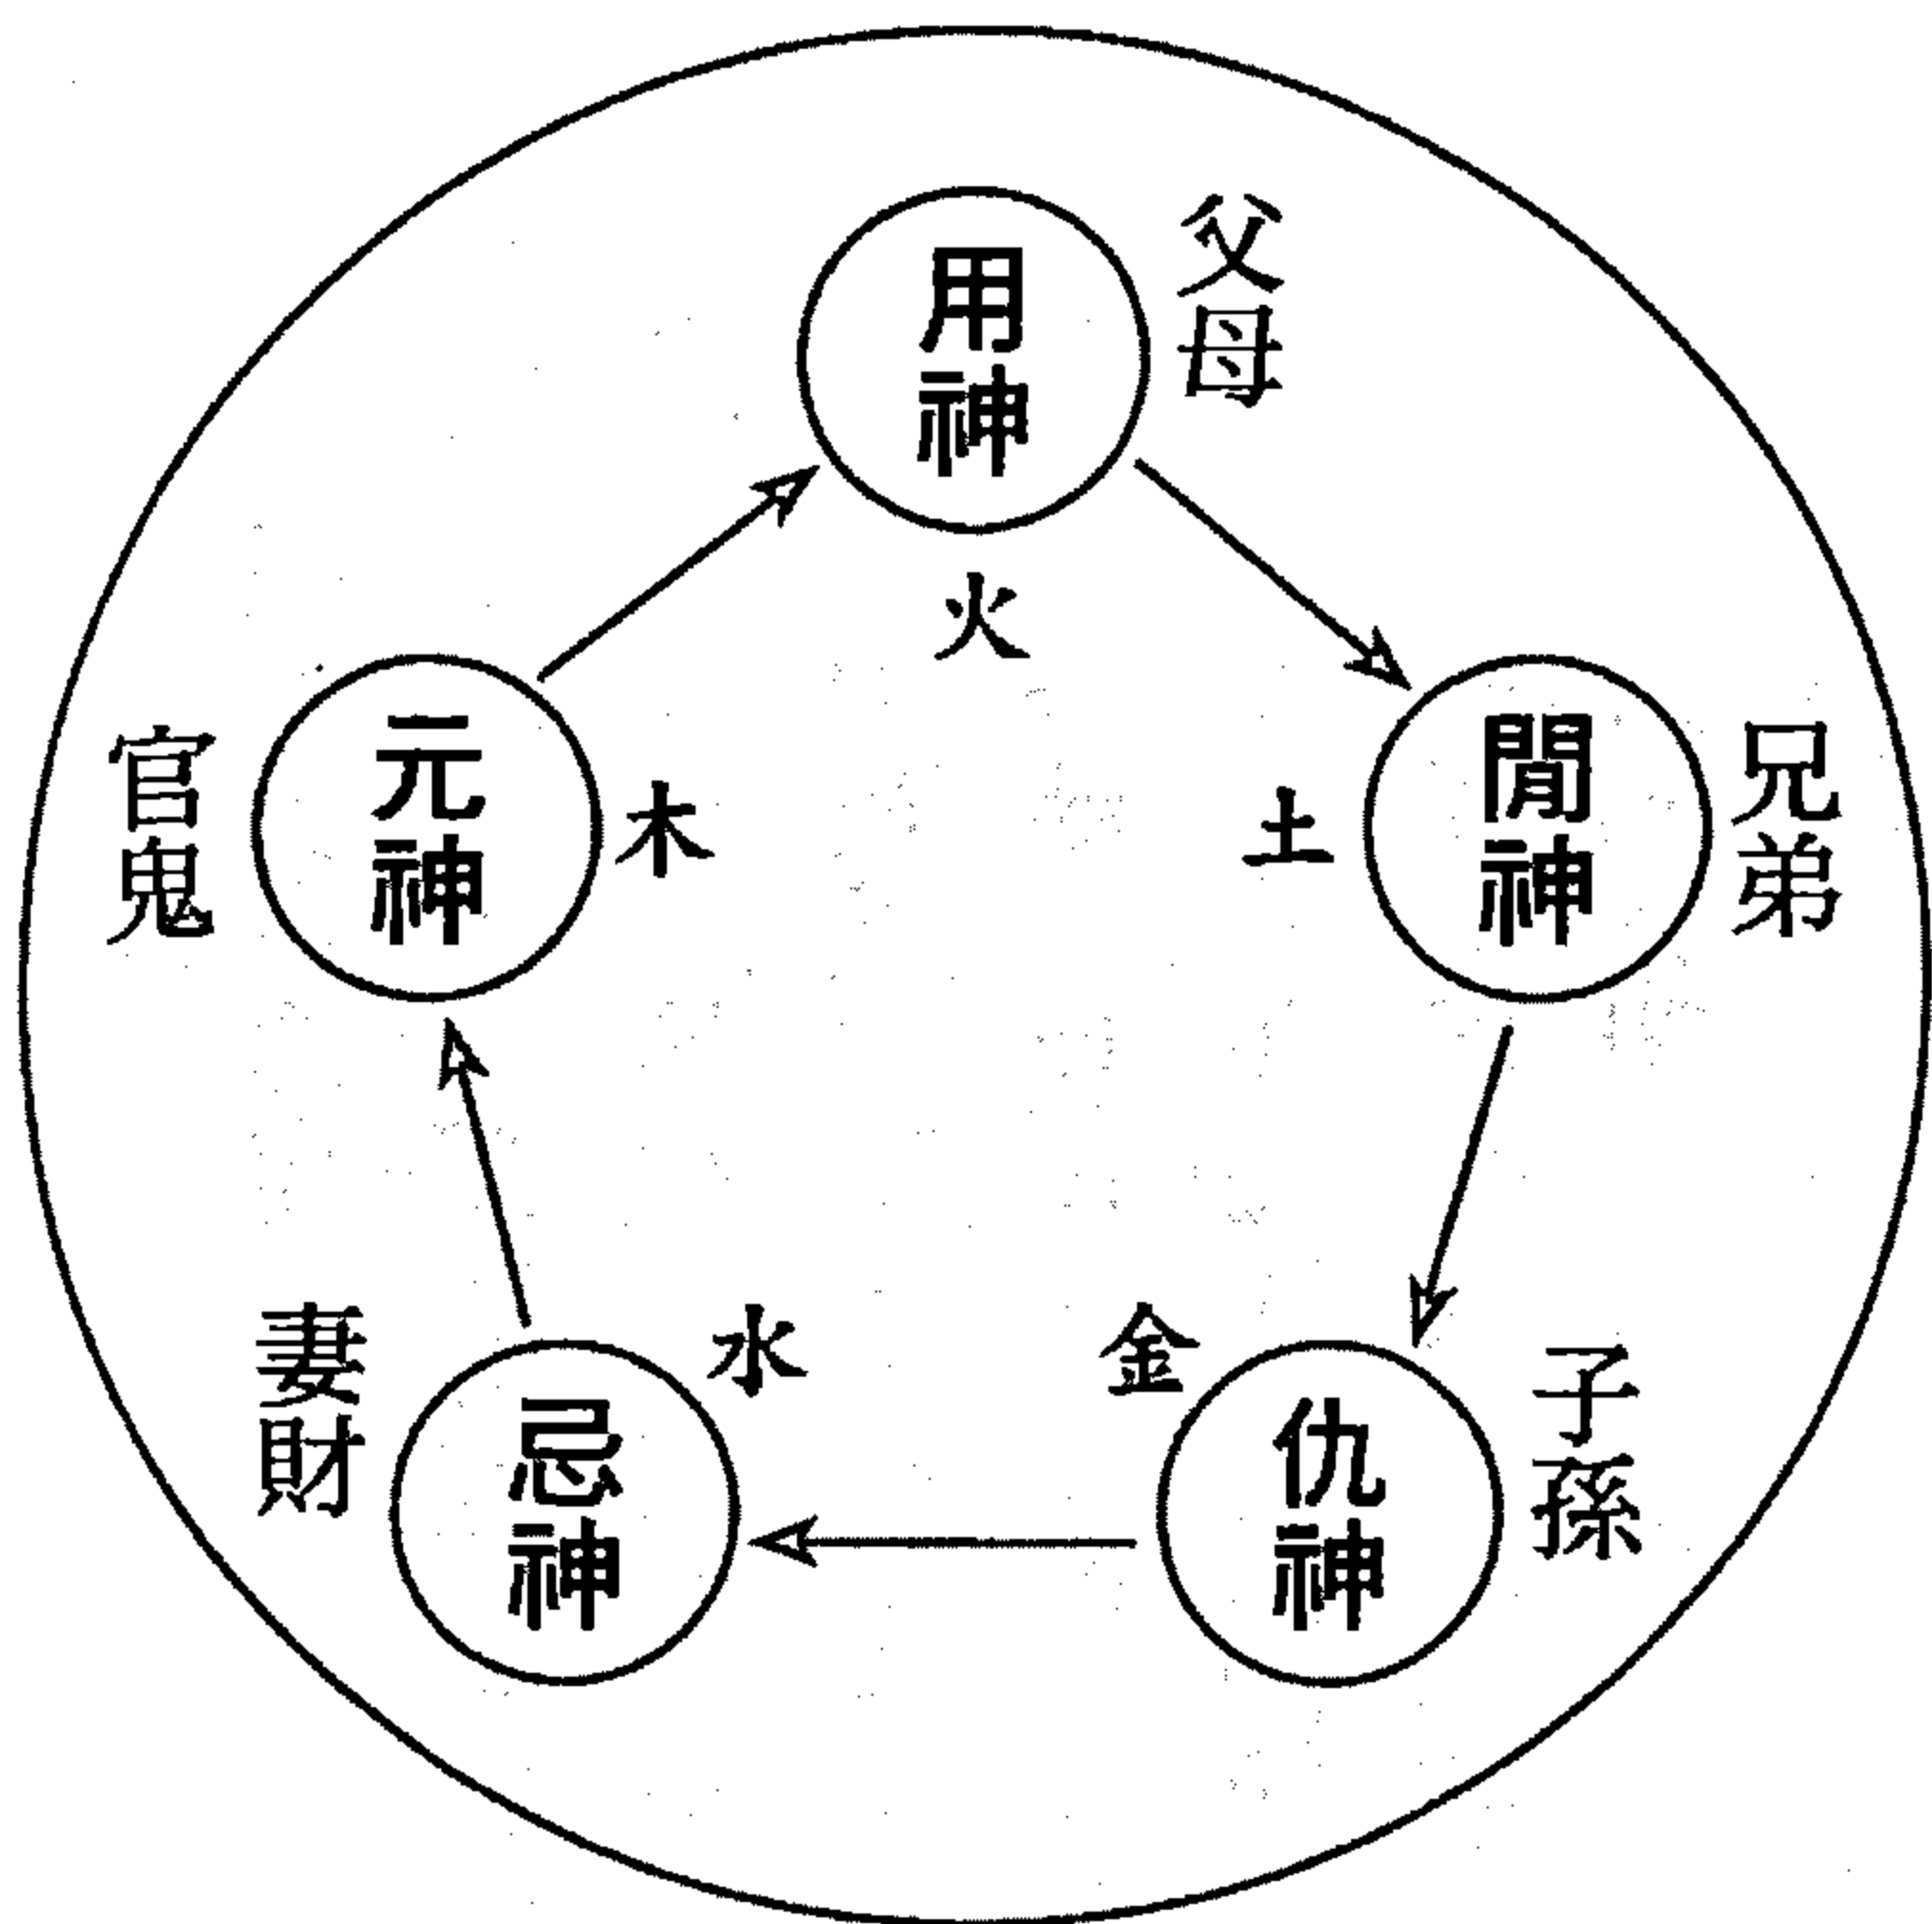 用神
父母
火
元神
官鬼
木
土
閒神
兄弟
妻財
水
忌神
金
仇神
子孫